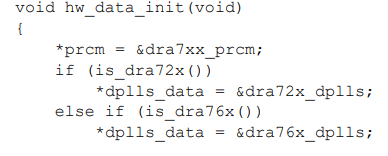 void hw_data_init(void)
{
    *prcm = &dra7xx_prcm;
    if (is_dra72x())
        *dplls_data = &dra72x_dplls;
    else if (is_dra76x())
        *dplls_data = &dra76x_dplls;